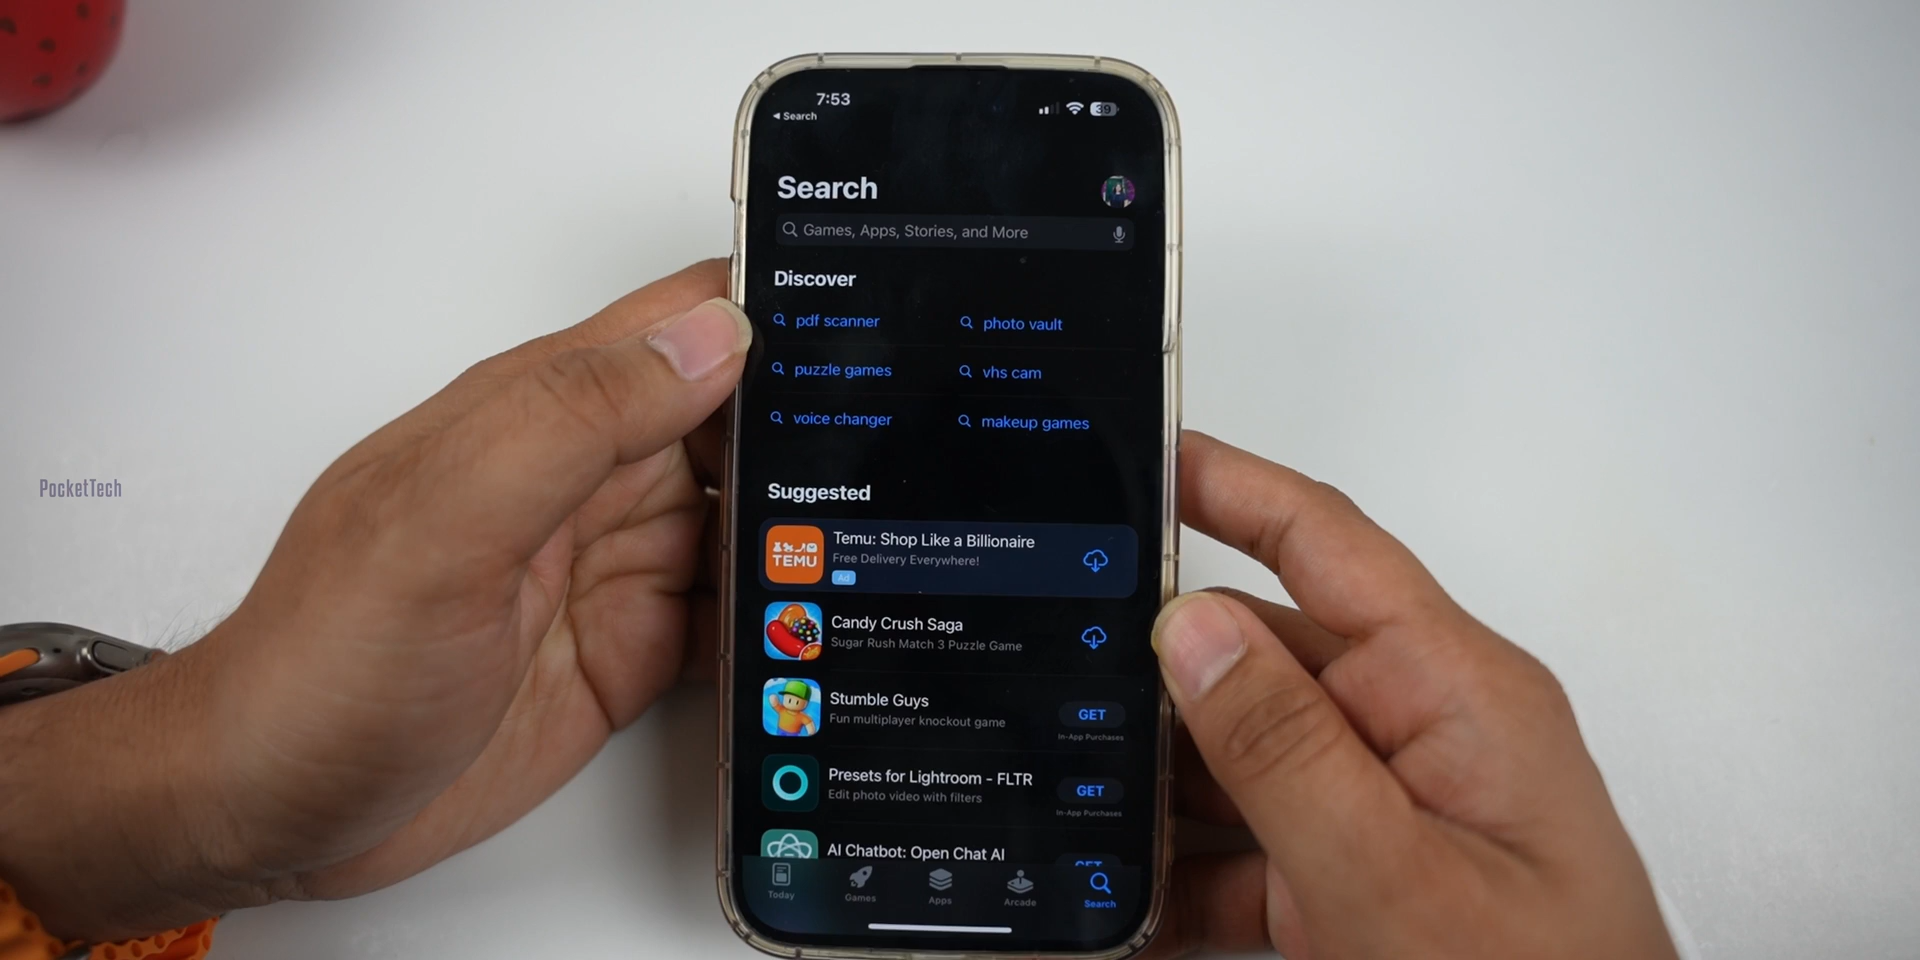 7:53
39
Search
Search
Games, Apps, Stories, and More
Discover
pdf scanner
photo vault
puzzle games
vhs cam
voice changer
makeup games
PocketTech
Suggested
TEMU
Temu: Shop Like a Billionaire
Free Delivery Everywhere!
Ad
Candy Crush Saga
Sugar Rush Match 3 Puzzle Game
Stumble Guys
Fun multiplayer knockout game
GET
In-App Purchases
Presets for Lightroom - FLTR
Edit photo video with filters
GET
In-App Purchases
AI Chatbot: Open Chat AI
GET
Today
Games
Apps
Arcade
Search